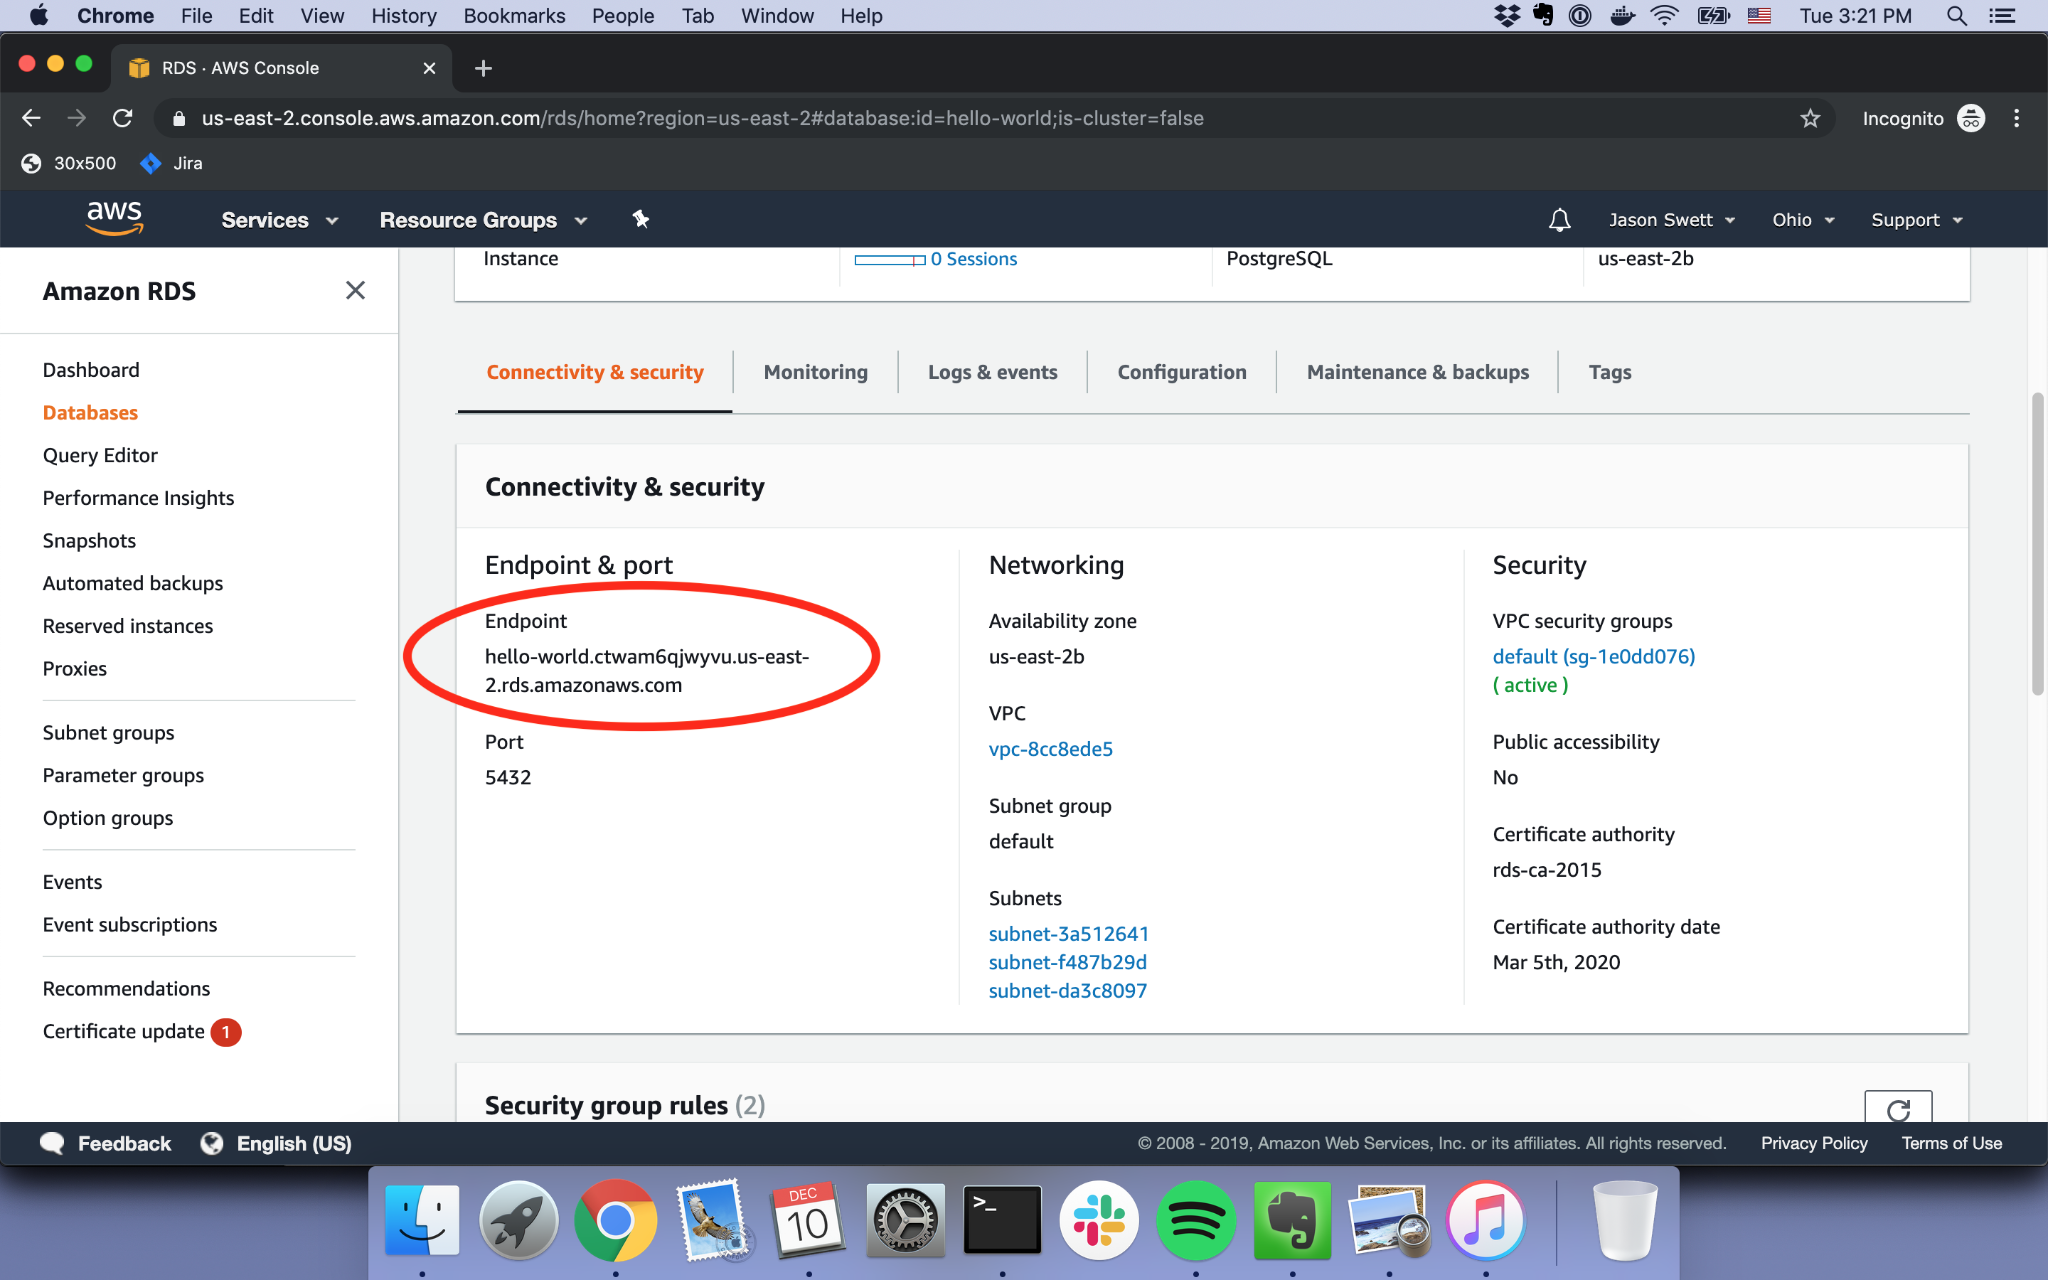 Chrome File Edit View History Bookmarks People Tab Window Help Tue 3:21 PM
RDS · AWS Console
us-east-2.console.aws.amazon.com/rds/home?region=us-east-2#database:id=hello-world;is-cluster=false Incognito
30x500 Jira
aws Services Resource Groups Jason Swett Ohio Support
Amazon RDS
Dashboard
Databases
Query Editor
Performance Insights
Snapshots
Automated backups
Reserved instances
Proxies
Subnet groups
Parameter groups
Option groups
Events
Event subscriptions
Recommendations
Certificate update 1
Instance 0 Sessions PostgreSQL us-east-2b
Connectivity & security Monitoring Logs & events Configuration Maintenance & backups Tags
Connectivity & security
Endpoint & port
Endpoint
hello-world.ctwam6qjwyvu.us-east-
2.rds.amazonaws.com
Port
5432
Networking
Availability zone
us-east-2b
VPC
vpc-8cc8ede5
Subnet group
default
Subnets
subnet-3a512641
subnet-f487b29d
subnet-da3c8097
Security
VPC security groups
default (sg-1e0dd076)
( active )
Public accessibility
No
Certificate authority
rds-ca-2015
Certificate authority date
Mar 5th, 2020
Security group rules (2)
Feedback English (US) © 2008 - 2019, Amazon Web Services, Inc. or its affiliates. All rights reserved. Privacy Policy Terms of Use
DEC
10
>_